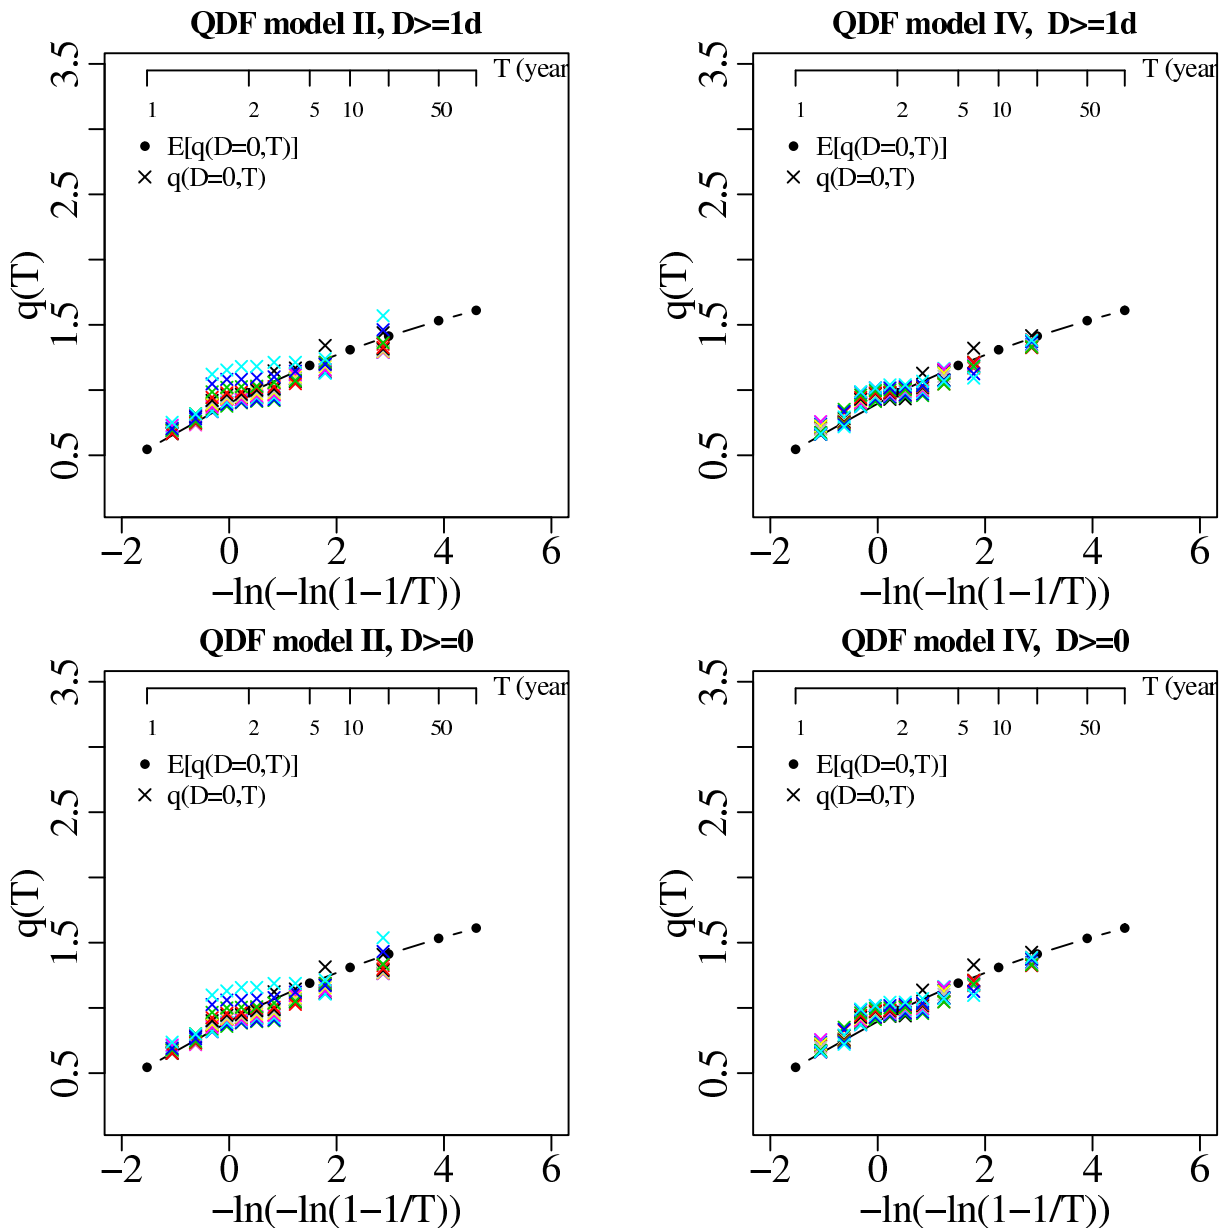 QDF model II, D>=1d
T (year
1 2 5 10 50
E[q(D=0,T)]
q(D=0,T)
q(T)
0.5 1.5 2.5 3.5
−2 0 2 4 6
−ln(−ln(1−1/T))
QDF model IV, D>=1d
T (year
1 2 5 10 50
E[q(D=0,T)]
q(D=0,T)
q(T)
0.5 1.5 2.5 3.5
−2 0 2 4 6
−ln(−ln(1−1/T))
QDF model II, D>=0
T (year
1 2 5 10 50
E[q(D=0,T)]
q(D=0,T)
q(T)
0.5 1.5 2.5 3.5
−2 0 2 4 6
−ln(−ln(1−1/T))
QDF model IV, D>=0
T (year
1 2 5 10 50
E[q(D=0,T)]
q(D=0,T)
q(T)
0.5 1.5 2.5 3.5
−2 0 2 4 6
−ln(−ln(1−1/T))